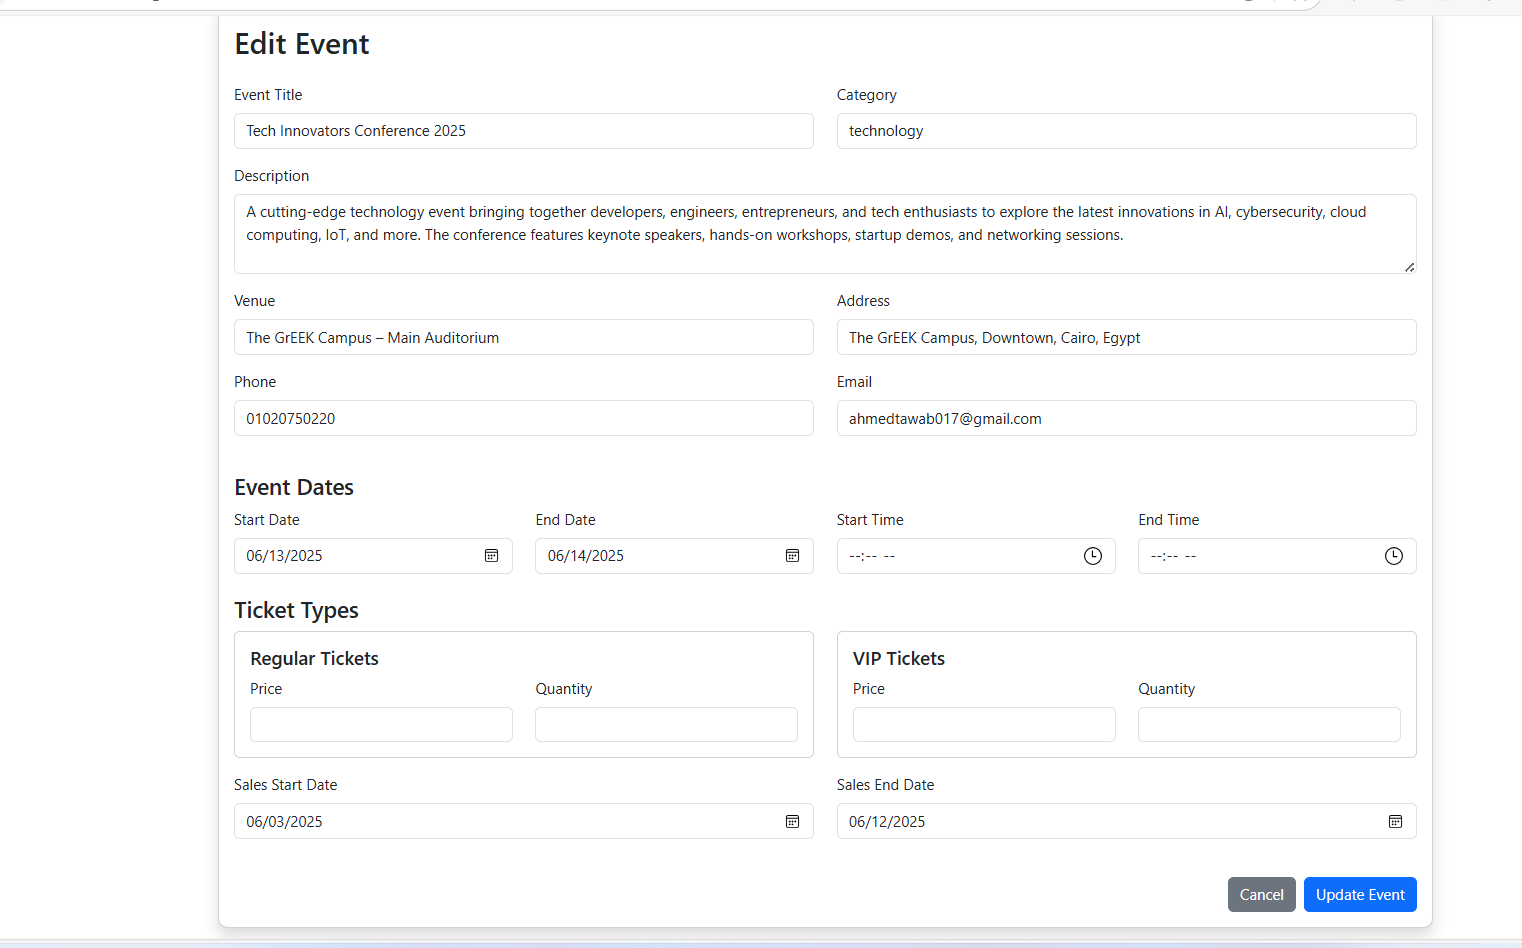 Edit Event
Event Title
Category
Tech Innovators Conference 2025
technology
Description
A cutting-edge technology event bringing together developers, engineers, entrepreneurs, and tech enthusiasts to explore the latest innovations in AI, cybersecurity, cloud
computing, IoT, and more. The conference features keynote speakers, hands-on workshops, startup demos, and networking sessions.
Venue
Address
The GrEEK Campus – Main Auditorium
The GrEEK Campus, Downtown, Cairo, Egypt
Phone
Email
01020750220
ahmedtawab017@gmail.com
Event Dates
Start Date
End Date
Start Time
End Time
06/13/2025
06/14/2025
--:-- --
--:-- --
Ticket Types
Regular Tickets
VIP Tickets
Price
Quantity
Price
Quantity
Sales Start Date
Sales End Date
06/03/2025
06/12/2025
Cancel
Update Event